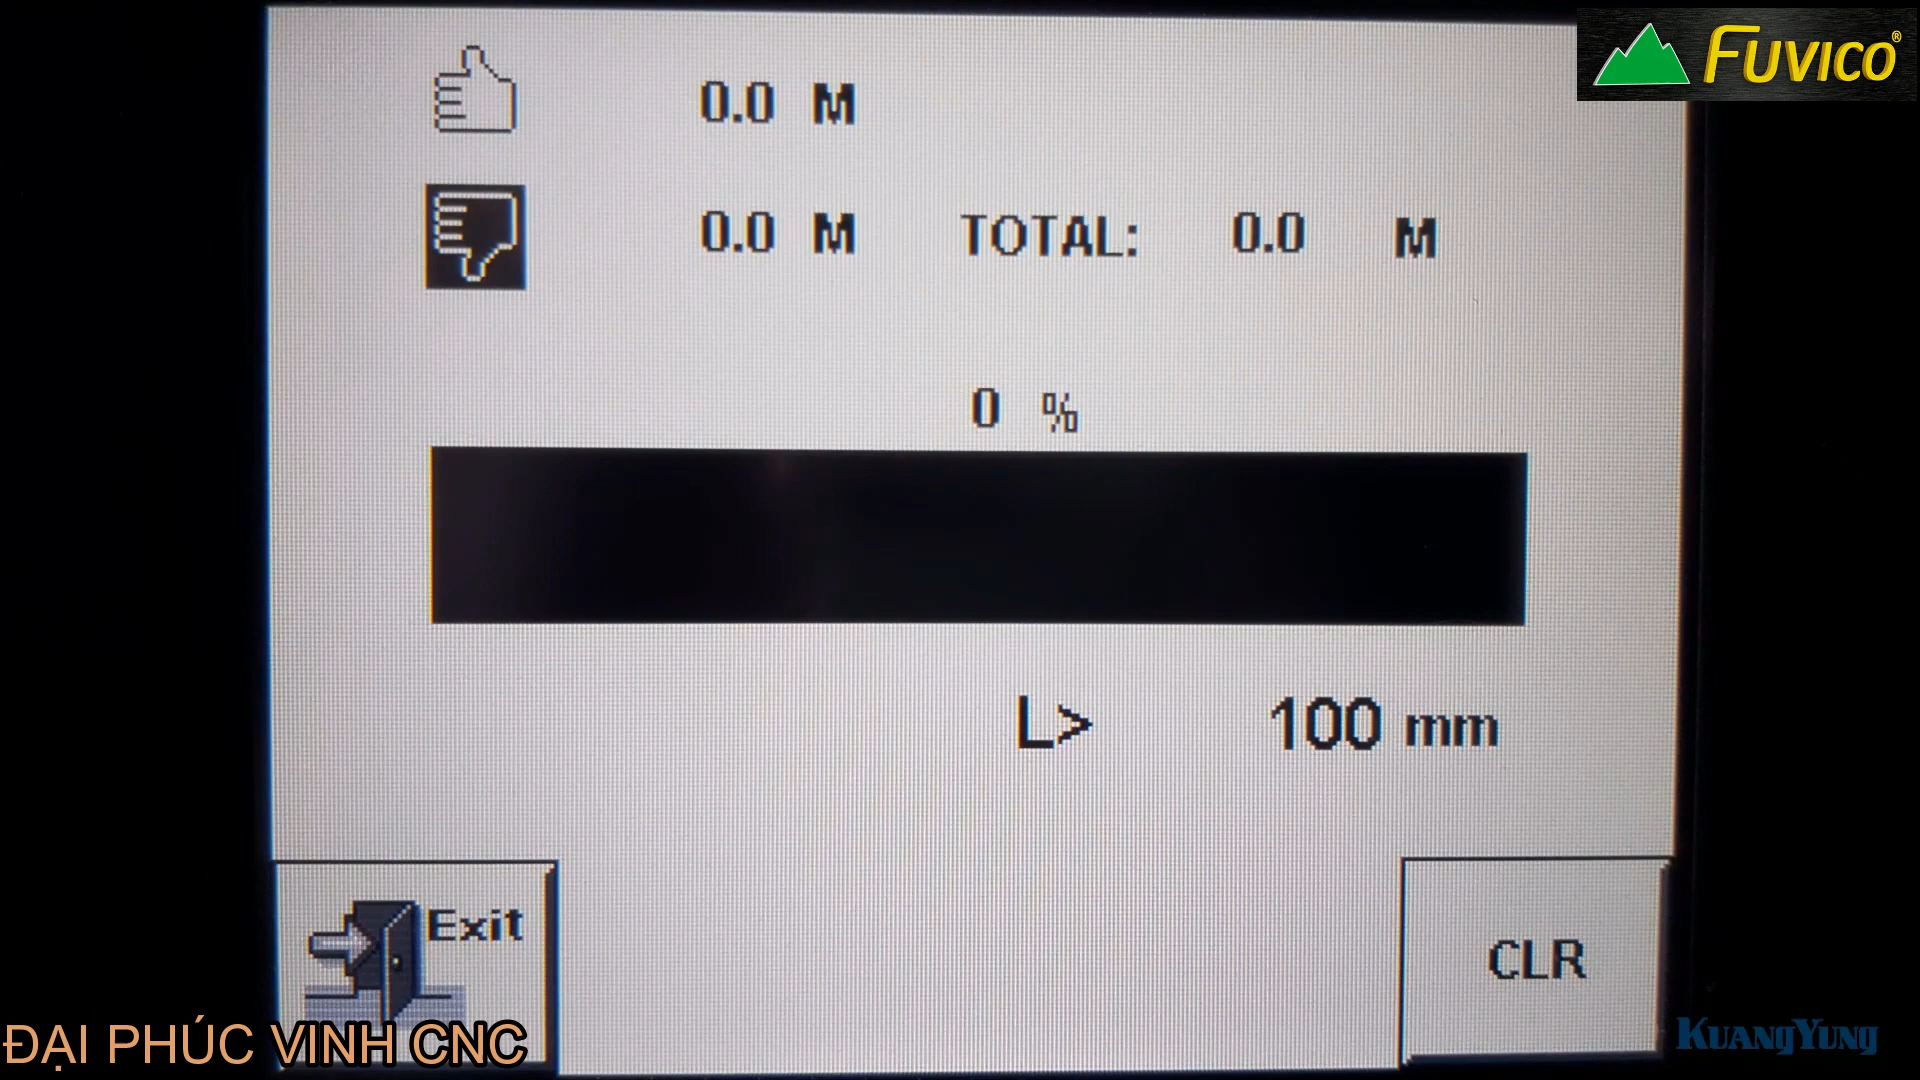 FUVICO®
0.0 M
0.0 M TOTAL: 0.0 M
0 %
L> 100 mm
Exit
CLR
ĐẠI PHÚC VINH CNC
KUANGYUNG